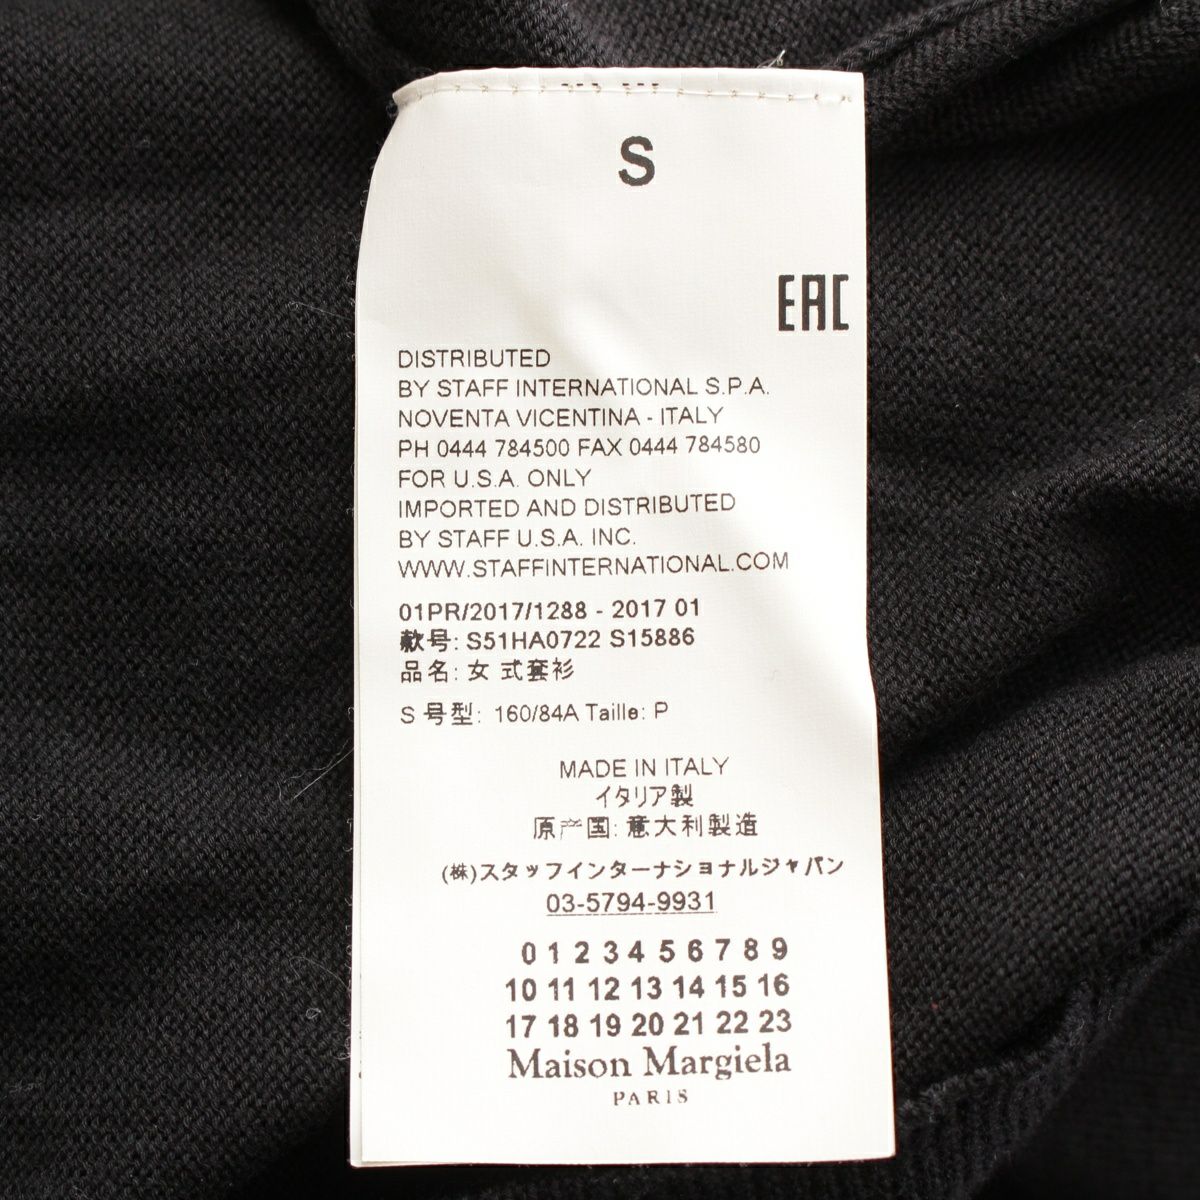 S
EAC
DISTRIBUTED
BY STAFF INTERNATIONAL S.P.A.
NOVENTA VICENTINA - ITALY
PH 0444 784500 FAX 0444 784580
FOR U.S.A. ONLY
IMPORTED AND DISTRIBUTED
BY STAFF U.S.A. INC.
WWW.STAFFINTERNATIONAL.COM
01PR/2017/1288 - 2017 01
款号: S51HA0722 S15886
品名: 女 式套衫
S 号型: 160/84A Taille: P
MADE IN ITALY
イタリア製
原产国: 意大利製造
(株)スタッフインターナショナルジャパン
03-5794-9931
0 1 2 3 4 5 6 7 8 9
10 11 12 13 14 15 16
17 18 19 20 21 22 23
Maison Margiela
PARIS